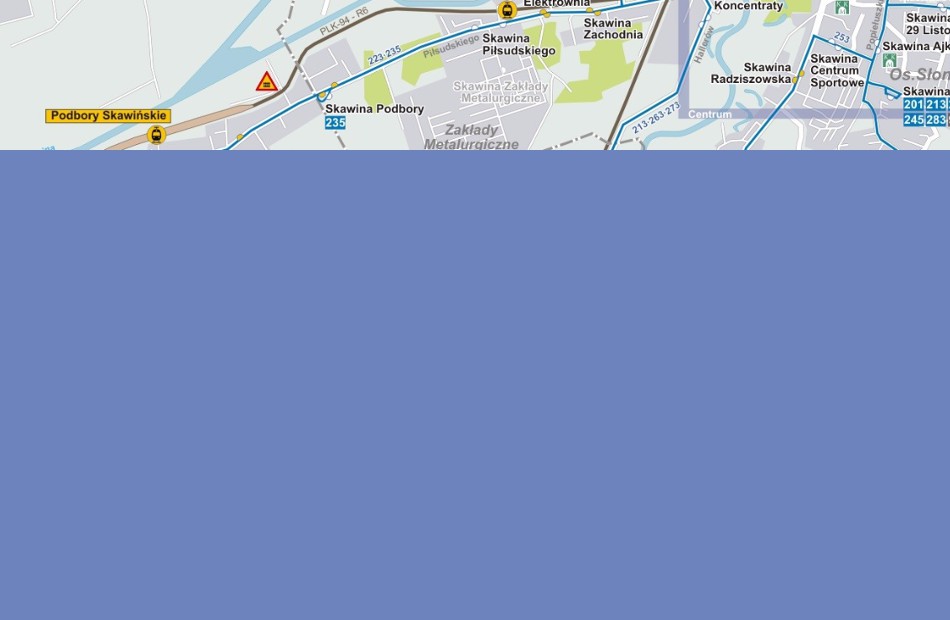 Elektrownia
Koncentraty
PLK-94 - R6
Skawina
Zachodnia
Skawina
29 Listo
Popiełuszki
Hallerów
253
Piłsudskiego
Skawina
Piłsudskiego
223·235
Skawina Ajk
Skawina
Radziszowska
Skawina
Centrum
Sportowe
Os.Słon
Skawina Zakłady
Metalurgiczne
Skawina
201 213
245 283
Podbory Skawińskie
Skawina Podbory
235
213·263·273
Centrum
Zakłady
Metalurgiczne